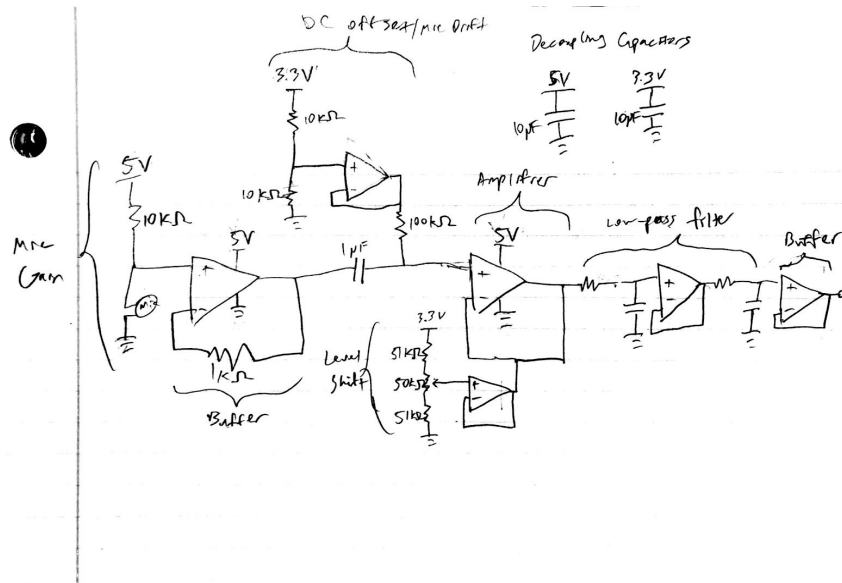 DC offset/Mic Drift
Decoupling Capacitors
3.3V
5V
3.3V
10kΩ
10µF
10µF
5V
10kΩ
Amplifier
10kΩ
100kΩ
Low-pass filter
Mic
Gain
5V
1µF
5V
Buffer
+
-
+
-
+
-
+
-
+
-
Mic
3.3V
1kΩ
Level
Shift
51kΩ
50kΩ
+
-
51kΩ
Buffer